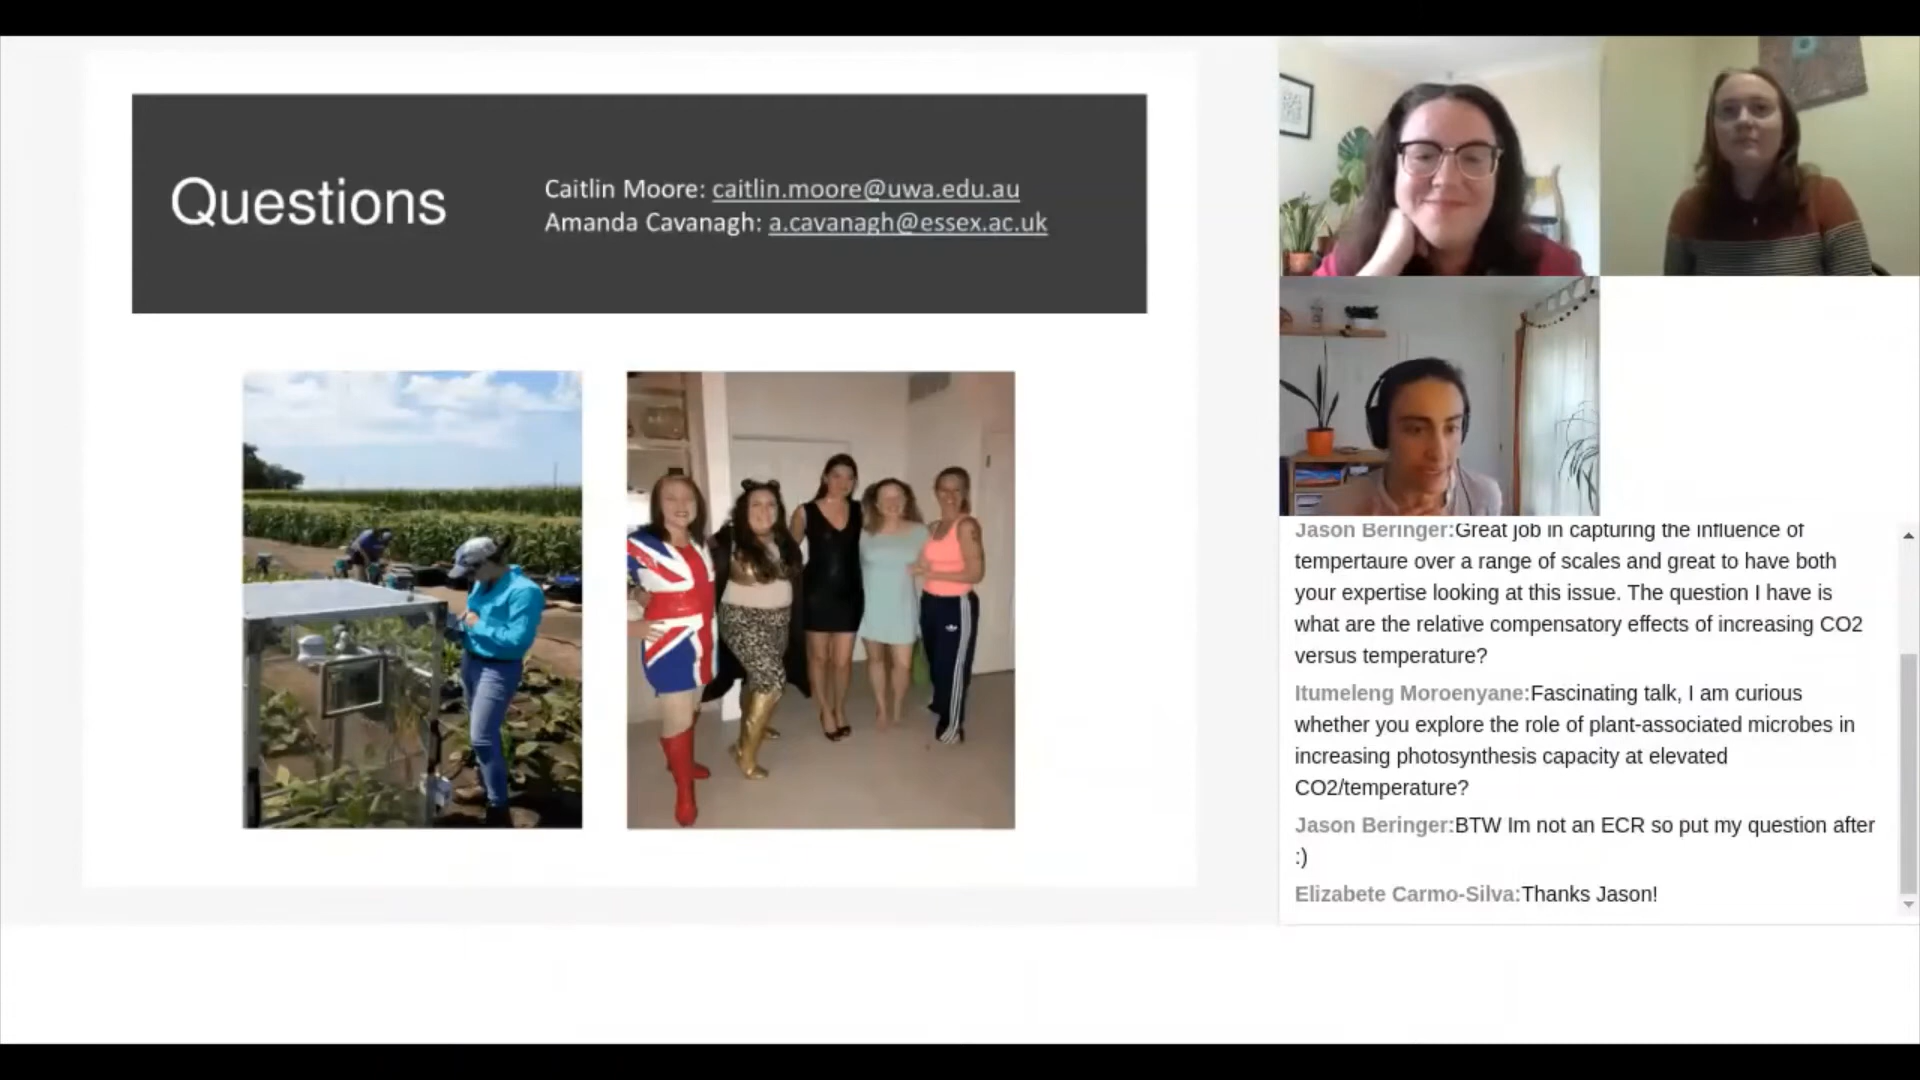 Questions
Caitlin Moore: caitlin.moore@uwa.edu.au
Amanda Cavanagh: a.cavanagh@essex.ac.uk
Jason Beringer:Great job in capturing the influence of
tempertaure over a range of scales and great to have both
your expertise looking at this issue. The question I have is
what are the relative compensatory effects of increasing CO2
versus temperature?
Itumeleng Moroenyane:Fascinating talk, I am curious
whether you explore the role of plant-associated microbes in
increasing photosynthesis capacity at elevated
CO2/temperature?
Jason Beringer:BTW Im not an ECR so put my question after
:)
Elizabete Carmo-Silva:Thanks Jason!